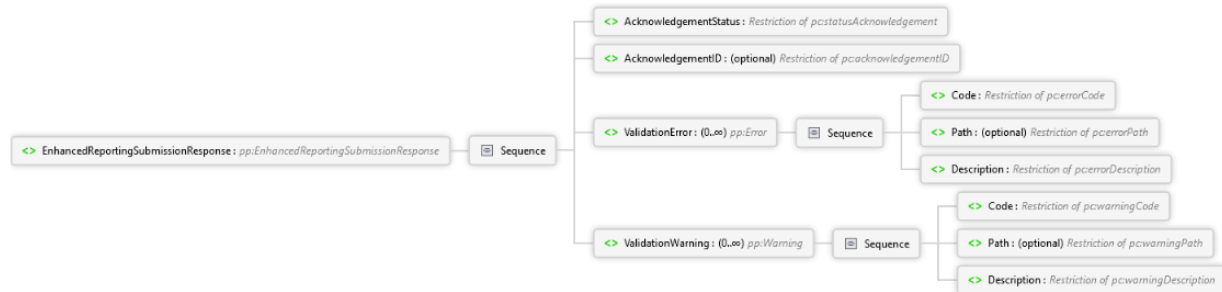 <> AcknowledgementStatus : Restriction of pc:statusAcknowledgement
<> AcknowledgementID : (optional) Restriction of pc:acknowledgementID
<> Code : Restriction of pc:errorCode
<> EnhancedReportingSubmissionResponse : pp:EnhancedReportingSubmissionResponse
Sequence
<> ValidationError : (0..∞) pp:Error
Sequence
<> Path : (optional) Restriction of pc:errorPath
<> Description : Restriction of pc:errorDescription
<> Code : Restriction of pc:warningCode
<> ValidationWarning : (0..∞) pp:Warning
Sequence
<> Path : (optional) Restriction of pc:warningPath
<> Description : Restriction of pc:warningDescription